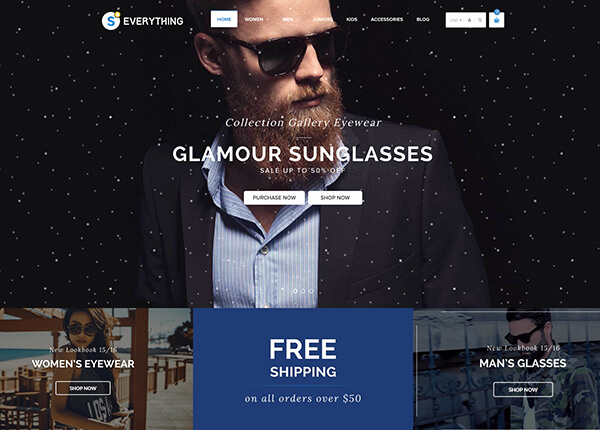 S EVERYTHING
HOME WOMEN MEN JUNIORS KIDS ACCESSORIES BLOG USD
Collection Gallery Eyewear
GLAMOUR SUNGLASSES
SALE UP TO 50% OFF
PURCHASE NOW SHOP NOW
New Lookbook 15/16
WOMEN'S EYEWEAR
SHOP NOW
FREE
SHIPPING
on all orders over $50
New Lookbook 15/16
MAN'S GLASSES
SHOP NOW